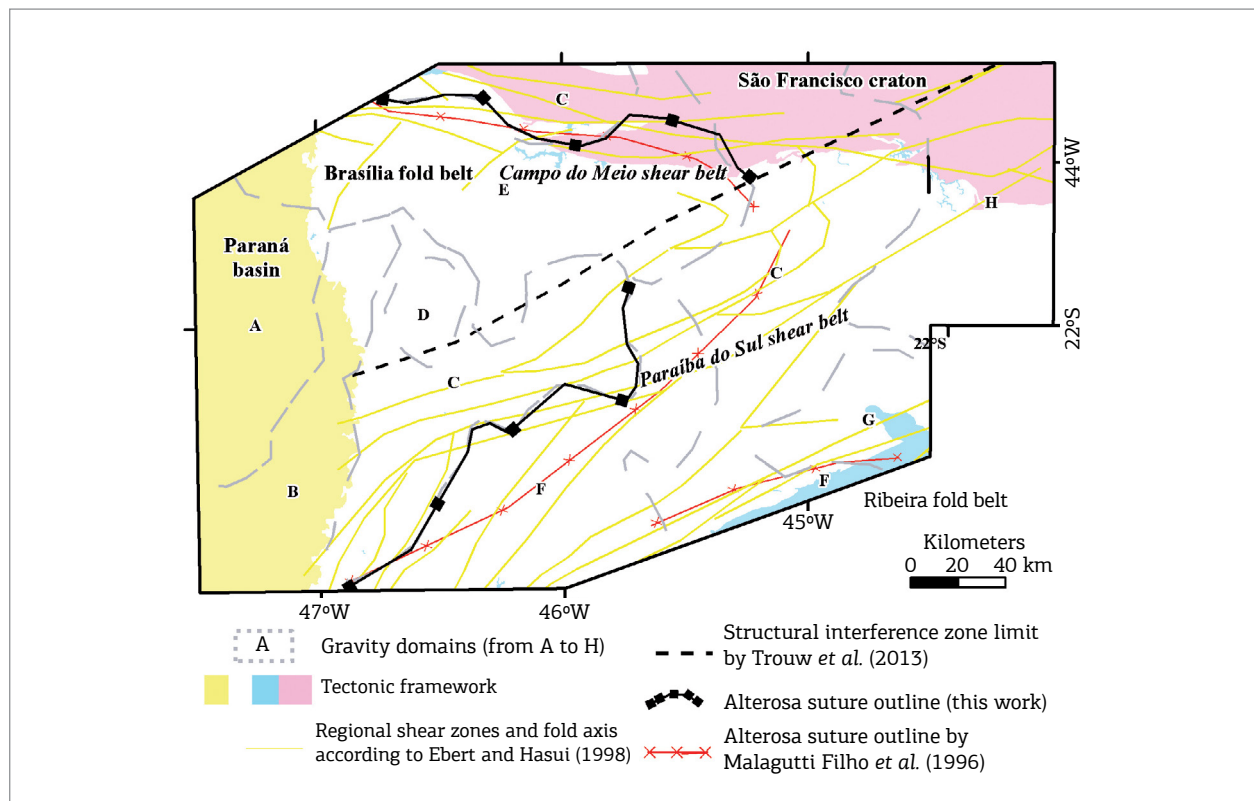 São Francisco craton
C
Brasília fold belt
Campo do Meio shear belt
E
44ºW
H
Paraná
basin
A
D
C
22ºS
22ºS
Paraíba do Sul shear belt
C
B
F
G
F
Ribeira fold belt
45ºW
47ºW
46ºW
Kilometers
0 20 40 km
A
Gravity domains (from A to H)
Tectonic framework
Regional shear zones and fold axis
according to Ebert and Hasui (1998)
Structural interference zone limit
by Trouw et al. (2013)
Alterosa suture outline (this work)
Alterosa suture outline by
Malagutti Filho et al. (1996)